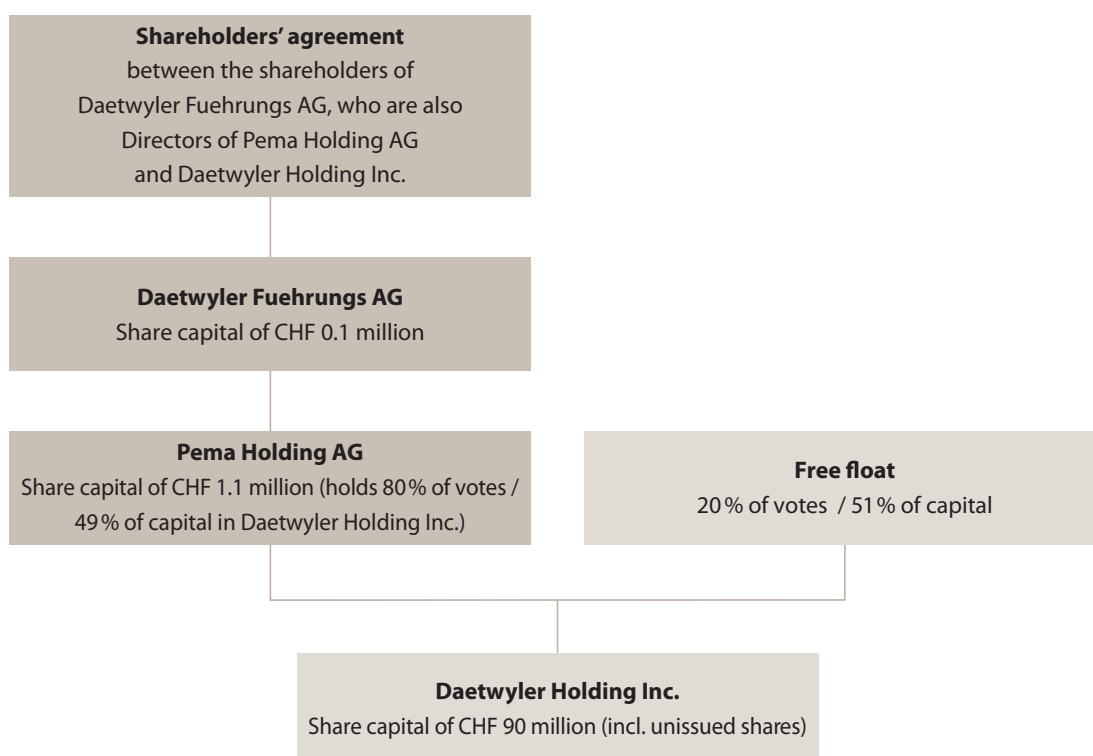 Shareholders’ agreement
between the shareholders of
Daetwyler Fuehrungs AG, who are also
Directors of Pema Holding AG
and Daetwyler Holding Inc.
Daetwyler Fuehrungs AG
Share capital of CHF 0.1 million
Pema Holding AG
Share capital of CHF 1.1 million (holds 80% of votes /
49% of capital in Daetwyler Holding Inc.)
Free float
20% of votes / 51% of capital
Daetwyler Holding Inc.
Share capital of CHF 90 million (incl. unissued shares)